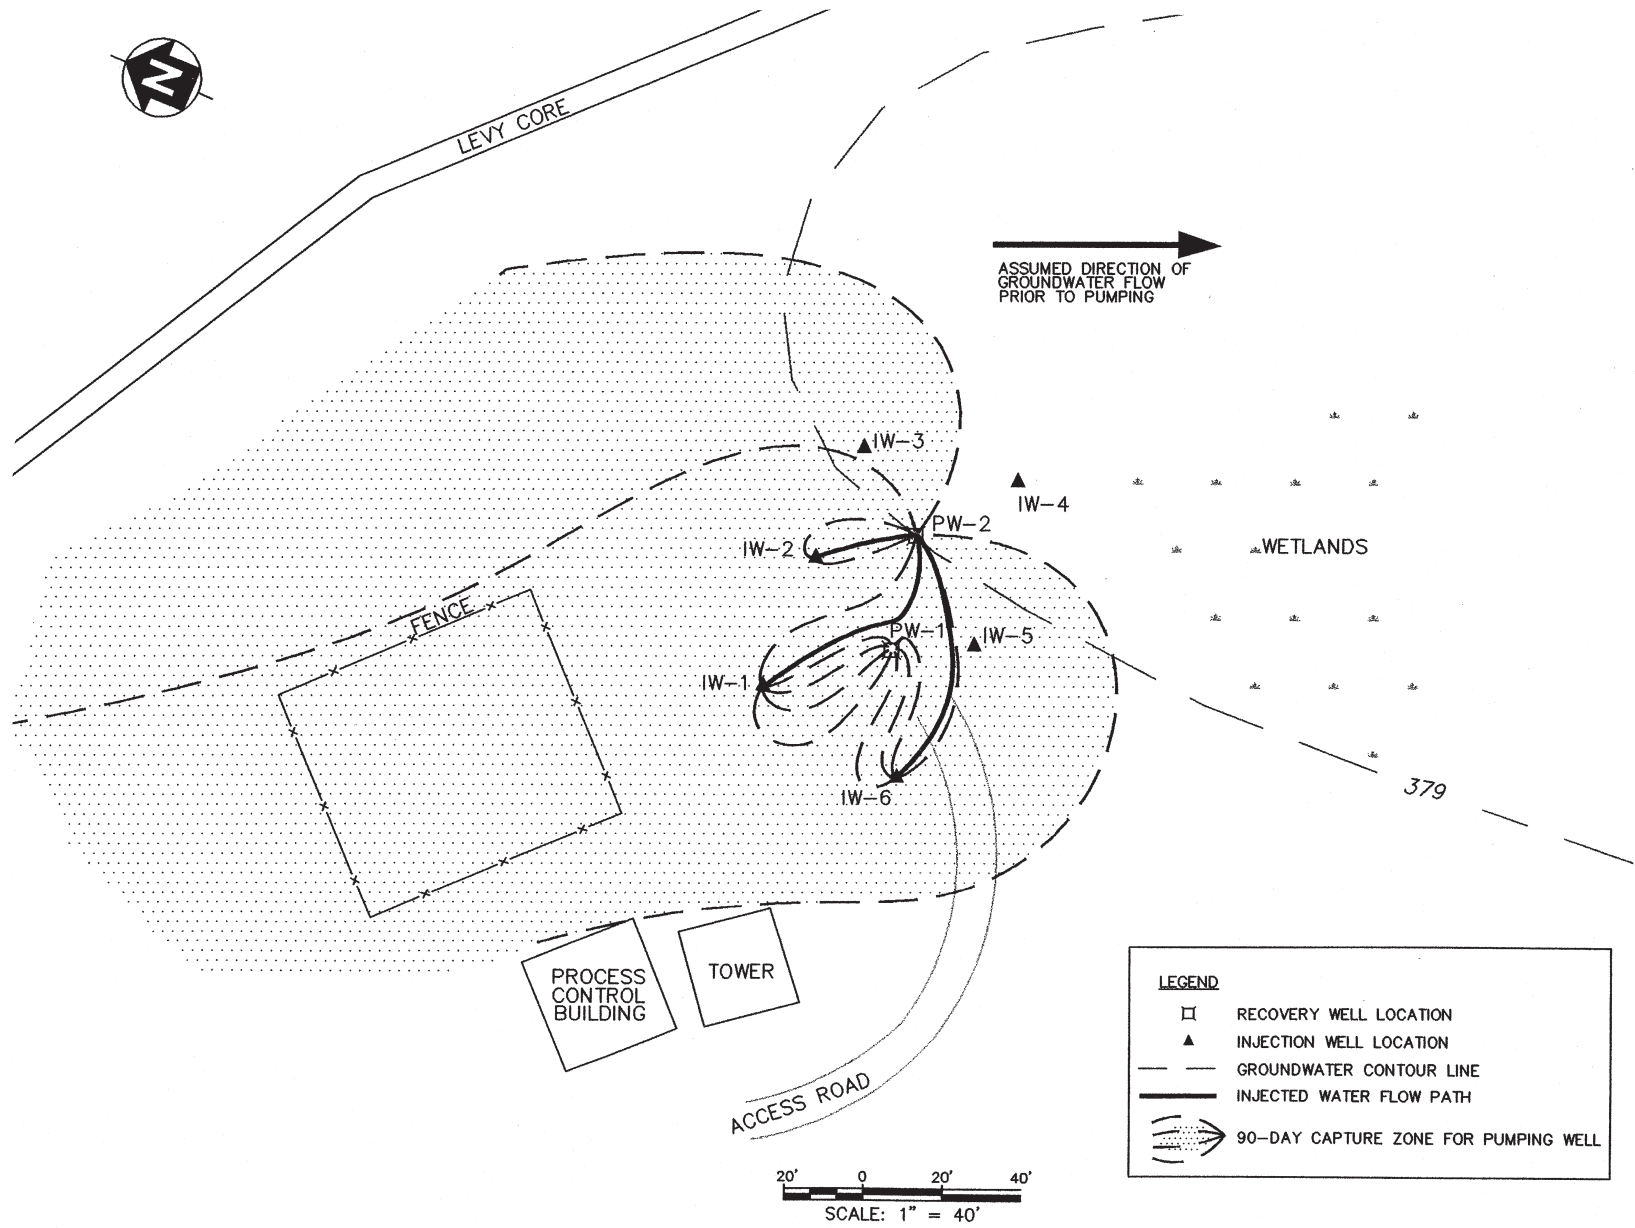 N
LEVY CORE
ASSUMED DIRECTION OF
GROUNDWATER FLOW
PRIOR TO PUMPING
IW-3
IW-4
PW-2
IW-2
WETLANDS
FENCE
PW-1
IW-5
IW-1
IW-6
379
PROCESS
CONTROL
BUILDING
TOWER
ACCESS ROAD
LEGEND
RECOVERY WELL LOCATION
INJECTION WELL LOCATION
GROUNDWATER CONTOUR LINE
INJECTED WATER FLOW PATH
90-DAY CAPTURE ZONE FOR PUMPING WELL
20' 0 20' 40'
SCALE: 1" = 40'